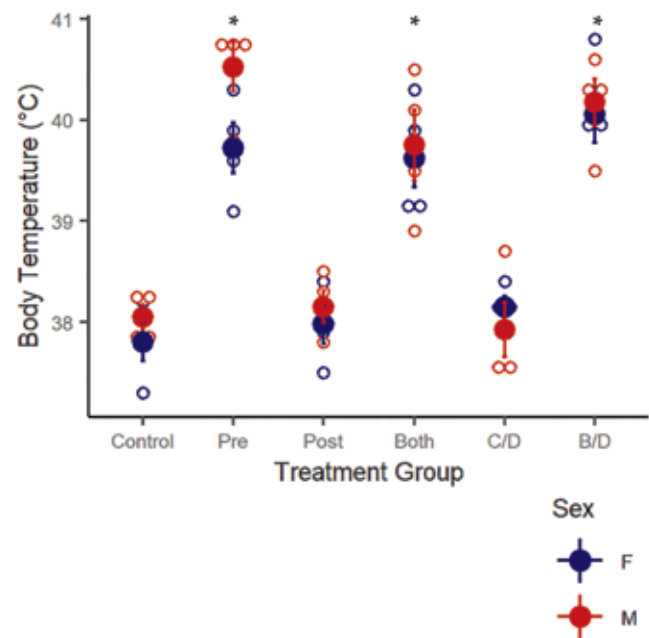 41
*
*
*
40
39
38
Body Temperature (°C)
Control Pre Post Both C/D B/D
Treatment Group
Sex
F
M